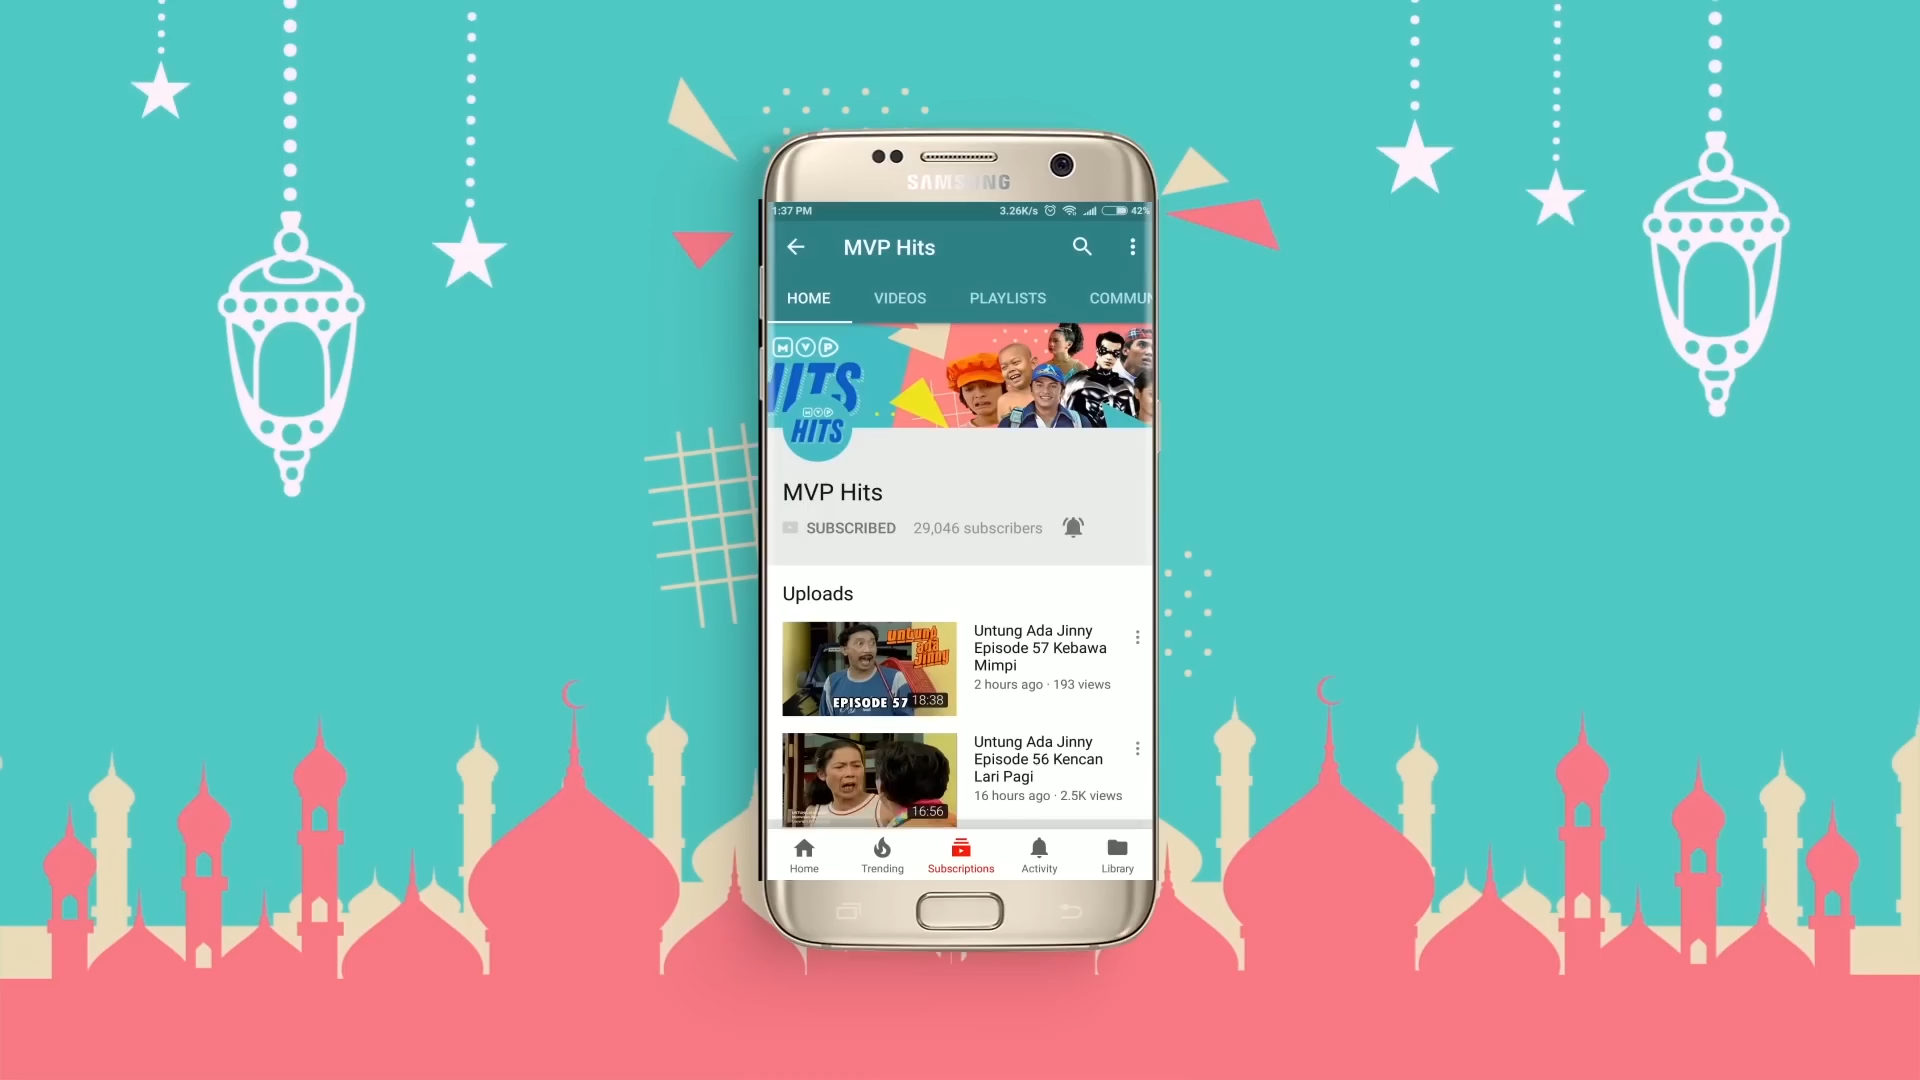 SAMSUNG
1:37 PM
3.26K/s
42%
MVP Hits
HOME
VIDEOS
PLAYLISTS
COMMUN
MVP
HITS
MVP
HITS
MVP Hits
SUBSCRIBED
29,046 subscribers
Uploads
Untung
Ada
Jinny
EPISODE 57
18:38
Untung Ada Jinny
Episode 57 Kebawa
Mimpi
2 hours ago · 193 views
16:56
Untung Ada Jinny
Episode 56 Kencan
Lari Pagi
16 hours ago · 2.5K views
Home
Trending
Subscriptions
Activity
Library